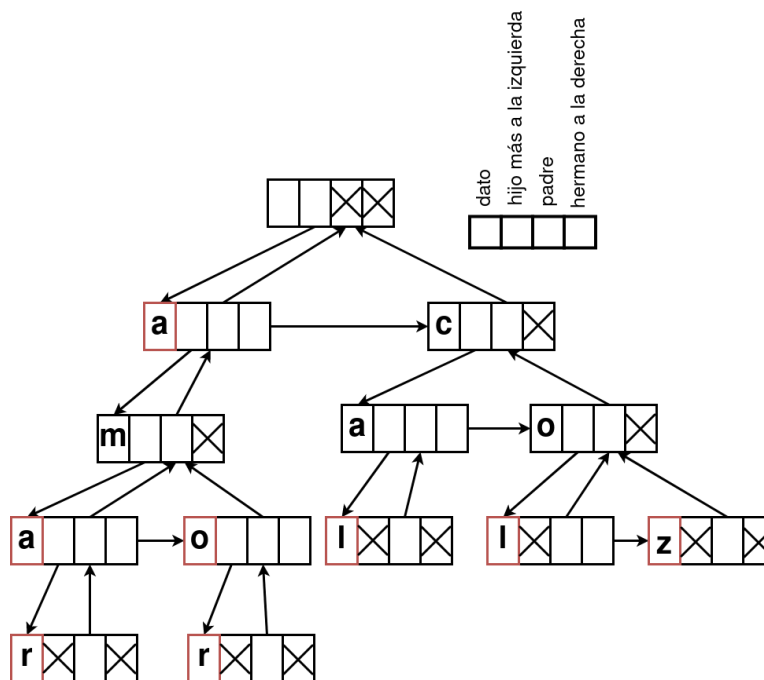 dato
hijo más a la izquierda
padre
hermano a la derecha
a
c
m
a
o
a
o
l
l
z
r
r